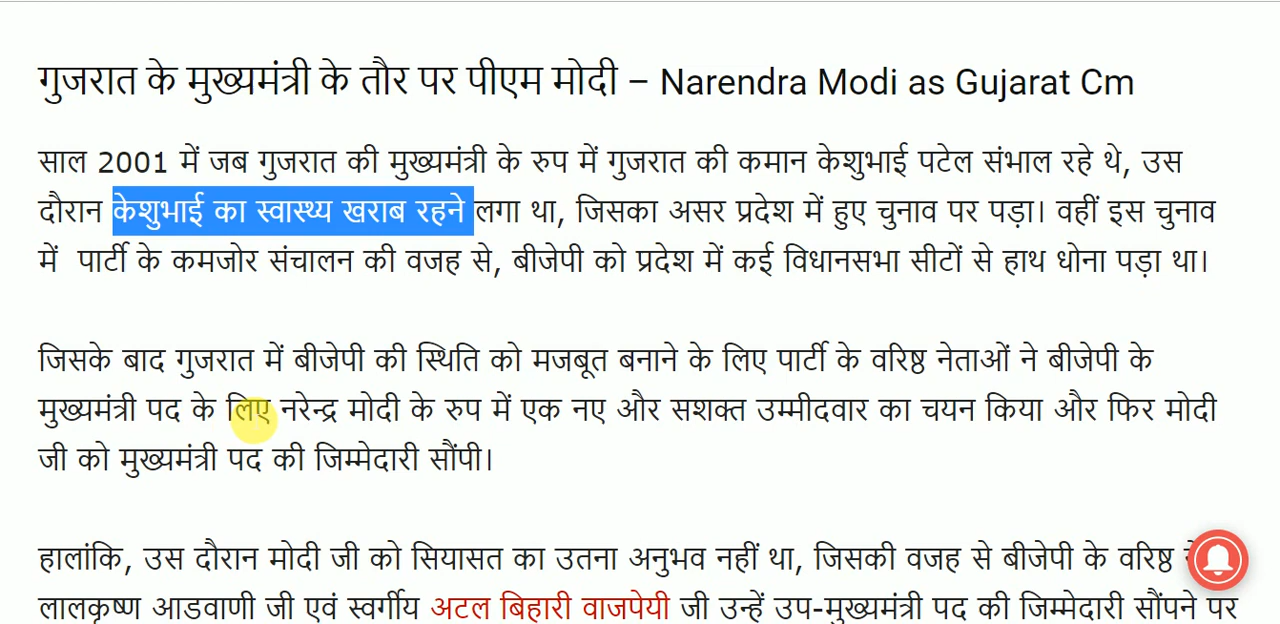 गुजरात के मुख्यमंत्री के तौर पर पीएम मोदी – Narendra Modi as Gujarat Cm
साल 2001 में जब गुजरात की मुख्यमंत्री के रुप में गुजरात की कमान केशुभाई पटेल संभाल रहे थे, उस
दौरान केशुभाई का स्वास्थ्य खराब रहने लगा था, जिसका असर प्रदेश में हुए चुनाव पर पड़ा। वहीं इस चुनाव
में पार्टी के कमजोर संचालन की वजह से, बीजेपी को प्रदेश में कई विधानसभा सीटों से हाथ धोना पड़ा था।
जिसके बाद गुजरात में बीजेपी की स्थिति को मजबूत बनाने के लिए पार्टी के वरिष्ठ नेताओं ने बीजेपी के
मुख्यमंत्री पद के लिए नरेन्द्र मोदी के रुप में एक नए और सशक्त उम्मीदवार का चयन किया और फिर मोदी
जी को मुख्यमंत्री पद की जिम्मेदारी सौंपी।
हालांकि, उस दौरान मोदी जी को सियासत का उतना अनुभव नहीं था, जिसकी वजह से बीजेपी के वरिष्ठ
लालकृष्ण आडवाणी जी एवं स्वर्गीय अटल बिहारी वाजपेयी जी उन्हें उप-मुख्यमंत्री पद की जिम्मेदारी सौंपने पर